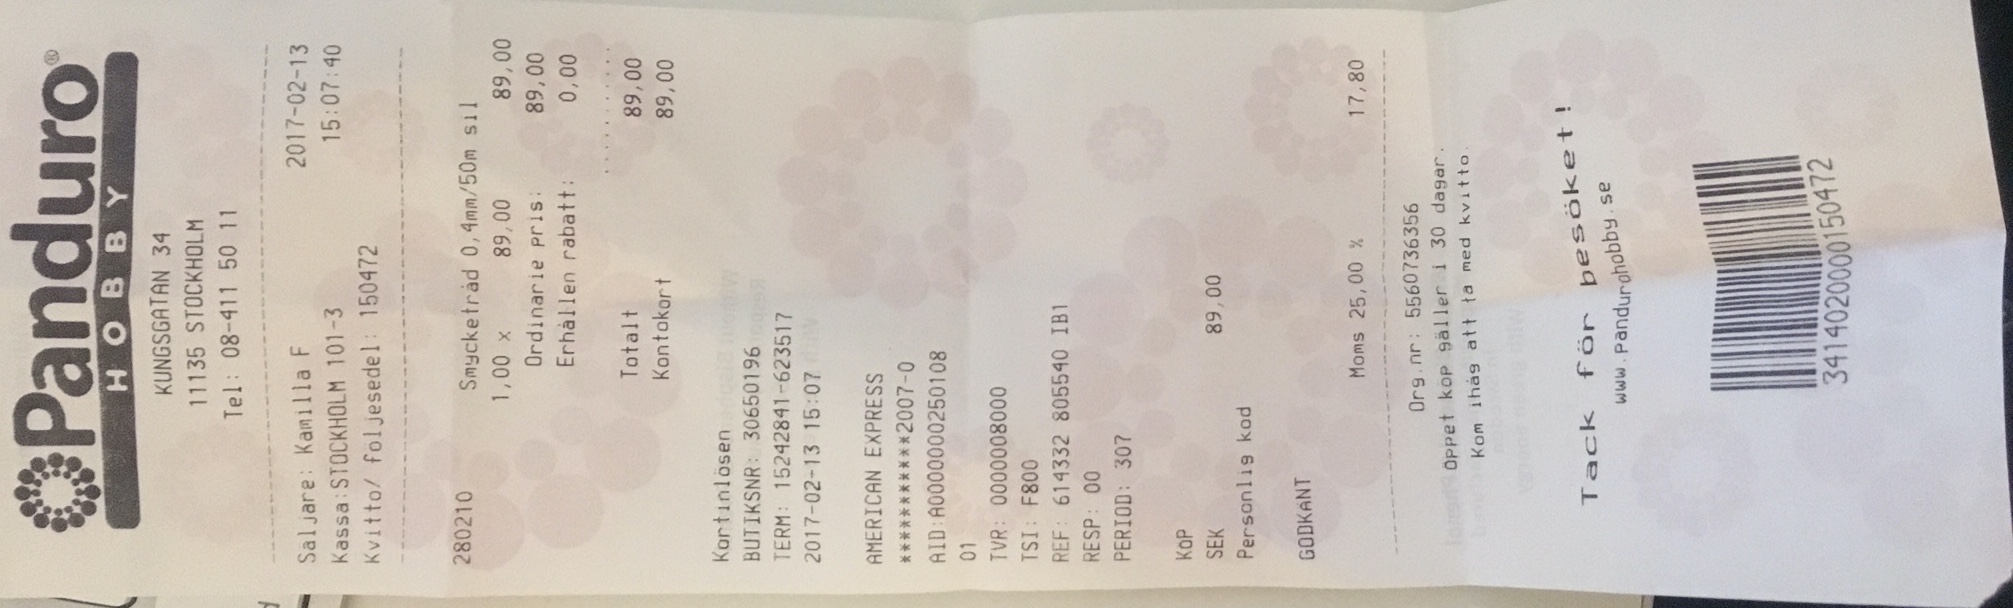 Panduro®
HOBBY
KUNGSGATAN 34
11135 STOCKHOLM
Tel: 08-411 50 11
Saljare: Kamilla F 2017-02-13
Kassa:STOCKHOLM 101-3 15:07:40
Kvitto/ foljesedel: 150472
280210 Smycketråd 0,4mm/50m sil
1,00 x 89,00 89,00
Ordinarie pris: 89,00
Erhållen rabatt: 0,00
Totalt 89,00
Kontokort 89,00
Kortinlösen
BUTIKSNR: 30650196
TERM: 15242841-623517
2017-02-13 15:07
AMERICAN EXPRESS
***********2007-0
AID:A0000000250108
01
TVR: 0000008000
TSI: F800
REF: 614332 805540 IB1
RESP: 00
PERIOD: 307
KöP
SEK 89,00
Personlig kod
GODKÄNT
Moms 25,00 % 17,80
Org.nr: 5560736356
Öppet köp gäller i 30 dagar.
Kom ihåg att ta med kvitto.
Tack för besöket!
www.pandurohobby.se
3414020000150472